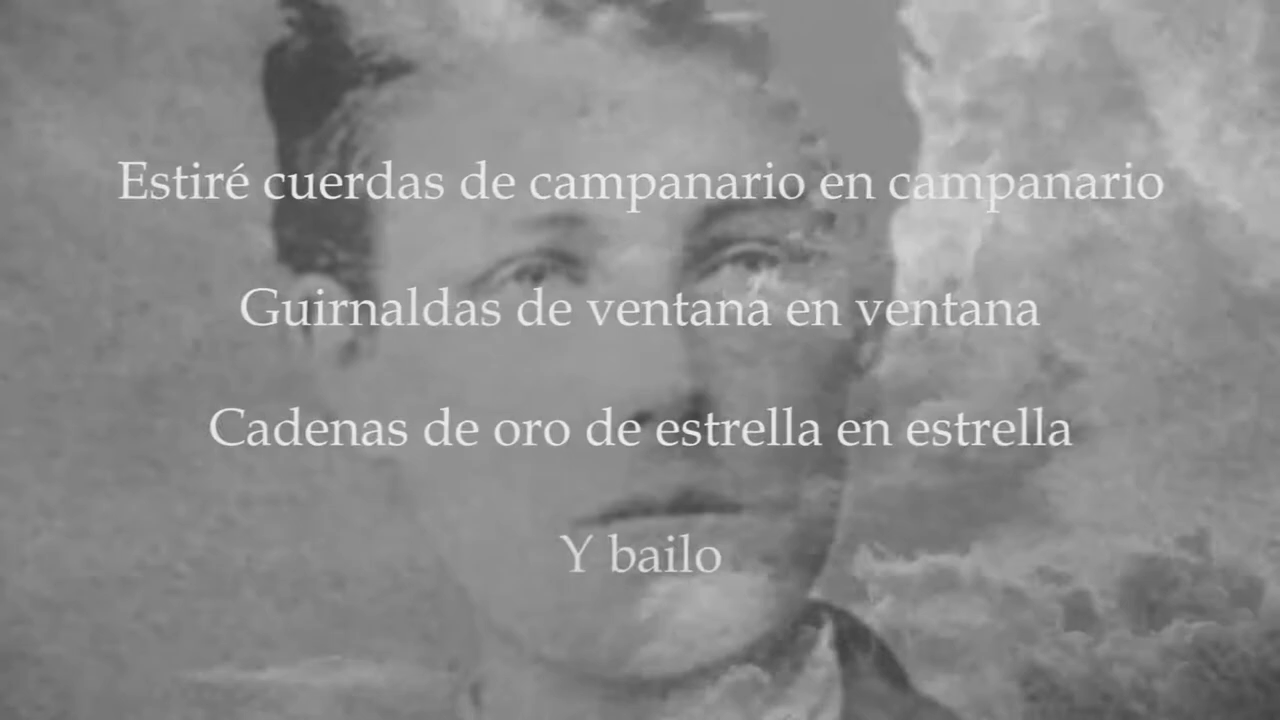 Estiré cuerdas de campanario en campanario
Guirnaldas de ventana en ventana
Cadenas de oro de estrella en estrella
Y bailo